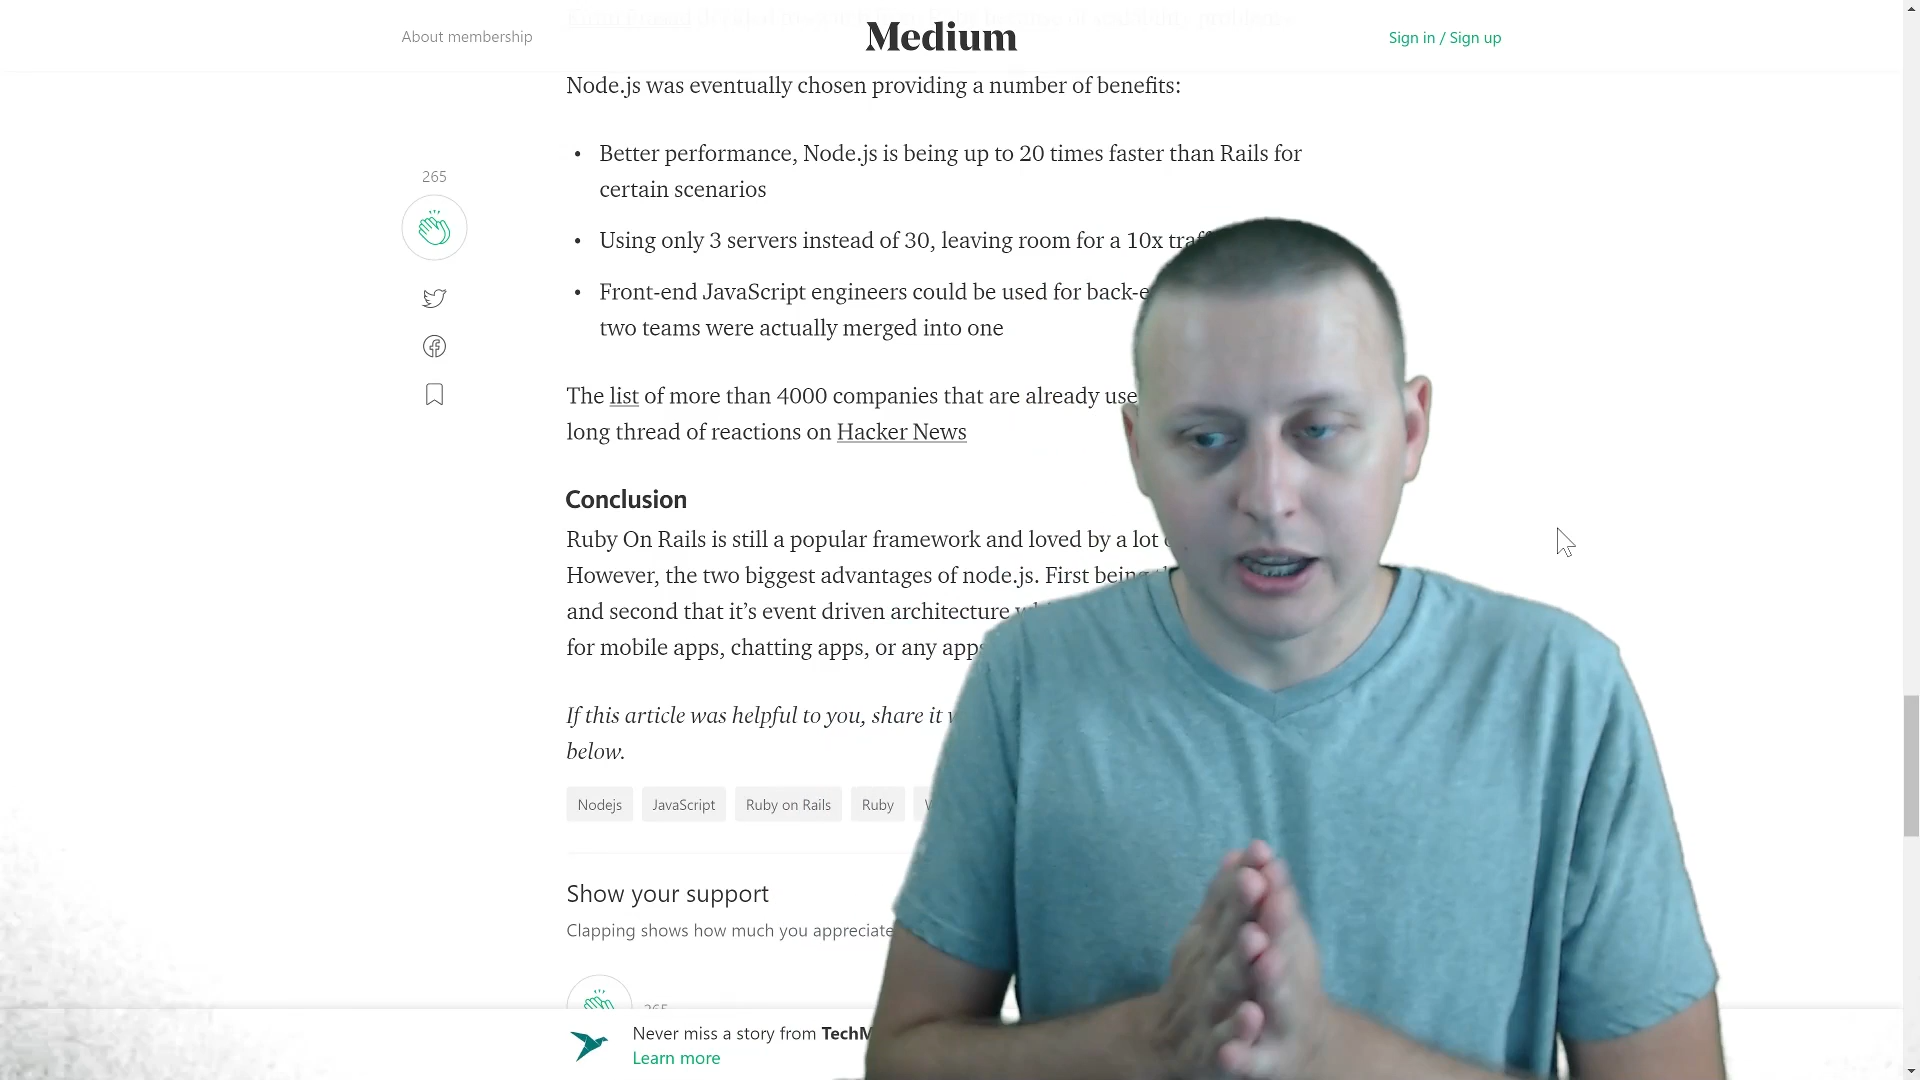 About membership
Medium
Sign in / Sign up
Node.js was eventually chosen providing a number of benefits:
265
• Better performance, Node.js is being up to 20 times faster than Rails for
certain scenarios
• Using only 3 servers instead of 30, leaving room for a 10x
• Front-end JavaScript engineers could be used for
two teams were actually merged into one
The list of more than 4000 companies that are already use
long thread of reactions on Hacker News
Conclusion
Ruby On Rails is still a popular framework and loved by a lot
However, the two biggest advantages of node.js. First being
and second that it’s event driven architecture
for mobile apps, chatting apps, or any apps
If this article was helpful to you, share it
below.
Nodejs
JavaScript
Ruby on Rails
Ruby
Show your support
Clapping shows how much you appreciate
Never miss a story from
Learn more